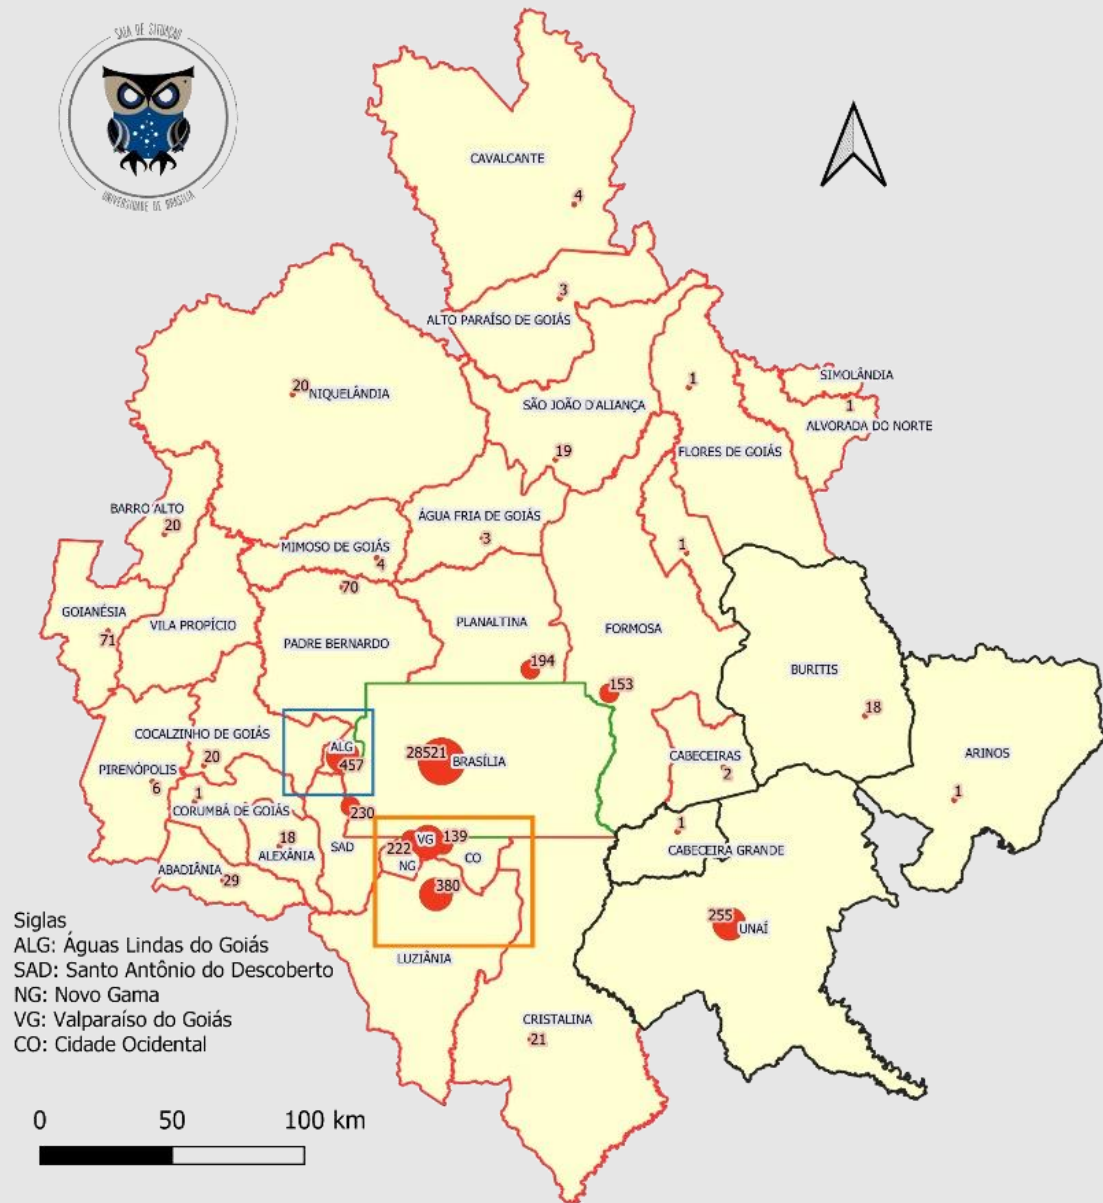 SALA DE SITUAÇÃO
UNIVERSIDADE DE BRASÍLIA
CAVALCANTE
4
3
ALTO PARAÍSO DE GOIÁS
20
NIQUELÂNDIA
1
SIMOLÂNDIA
SÃO JOÃO D'ALIANÇA
1
ALVORADA DO NORTE
19
FLORES DE GOIÁS
BARRO ALTO
20
ÁGUA FRIA DE GOIÁS
3
MIMOSO DE GOIÁS
4
1
70
GOIANÉSIA
71
VILA PROPÍCIO
PADRE BERNARDO
PLANALTINA
FORMOSA
194
153
BURITIS
18
ARINOS
1
COCALZINHO DE GOIÁS
20
ALG
457
28521
BRASÍLIA
CABECEIRAS
2
PIRENÓPOLIS
6
1
CORUMBÁ DE GOIÁS
230
18
ALEXÂNIA
SAD
VG
139
222
NG
CO
1
CABECEIRA GRANDE
ABADIÂNIA
29
380
255
UNAÍ
LUZIÂNIA
CRISTALINA
21
Siglas
ALG: Águas Lindas do Goiás
SAD: Santo Antônio do Descoberto
NG: Novo Gama
VG: Valparaíso do Goiás
CO: Cidade Ocidental
0 50 100 km